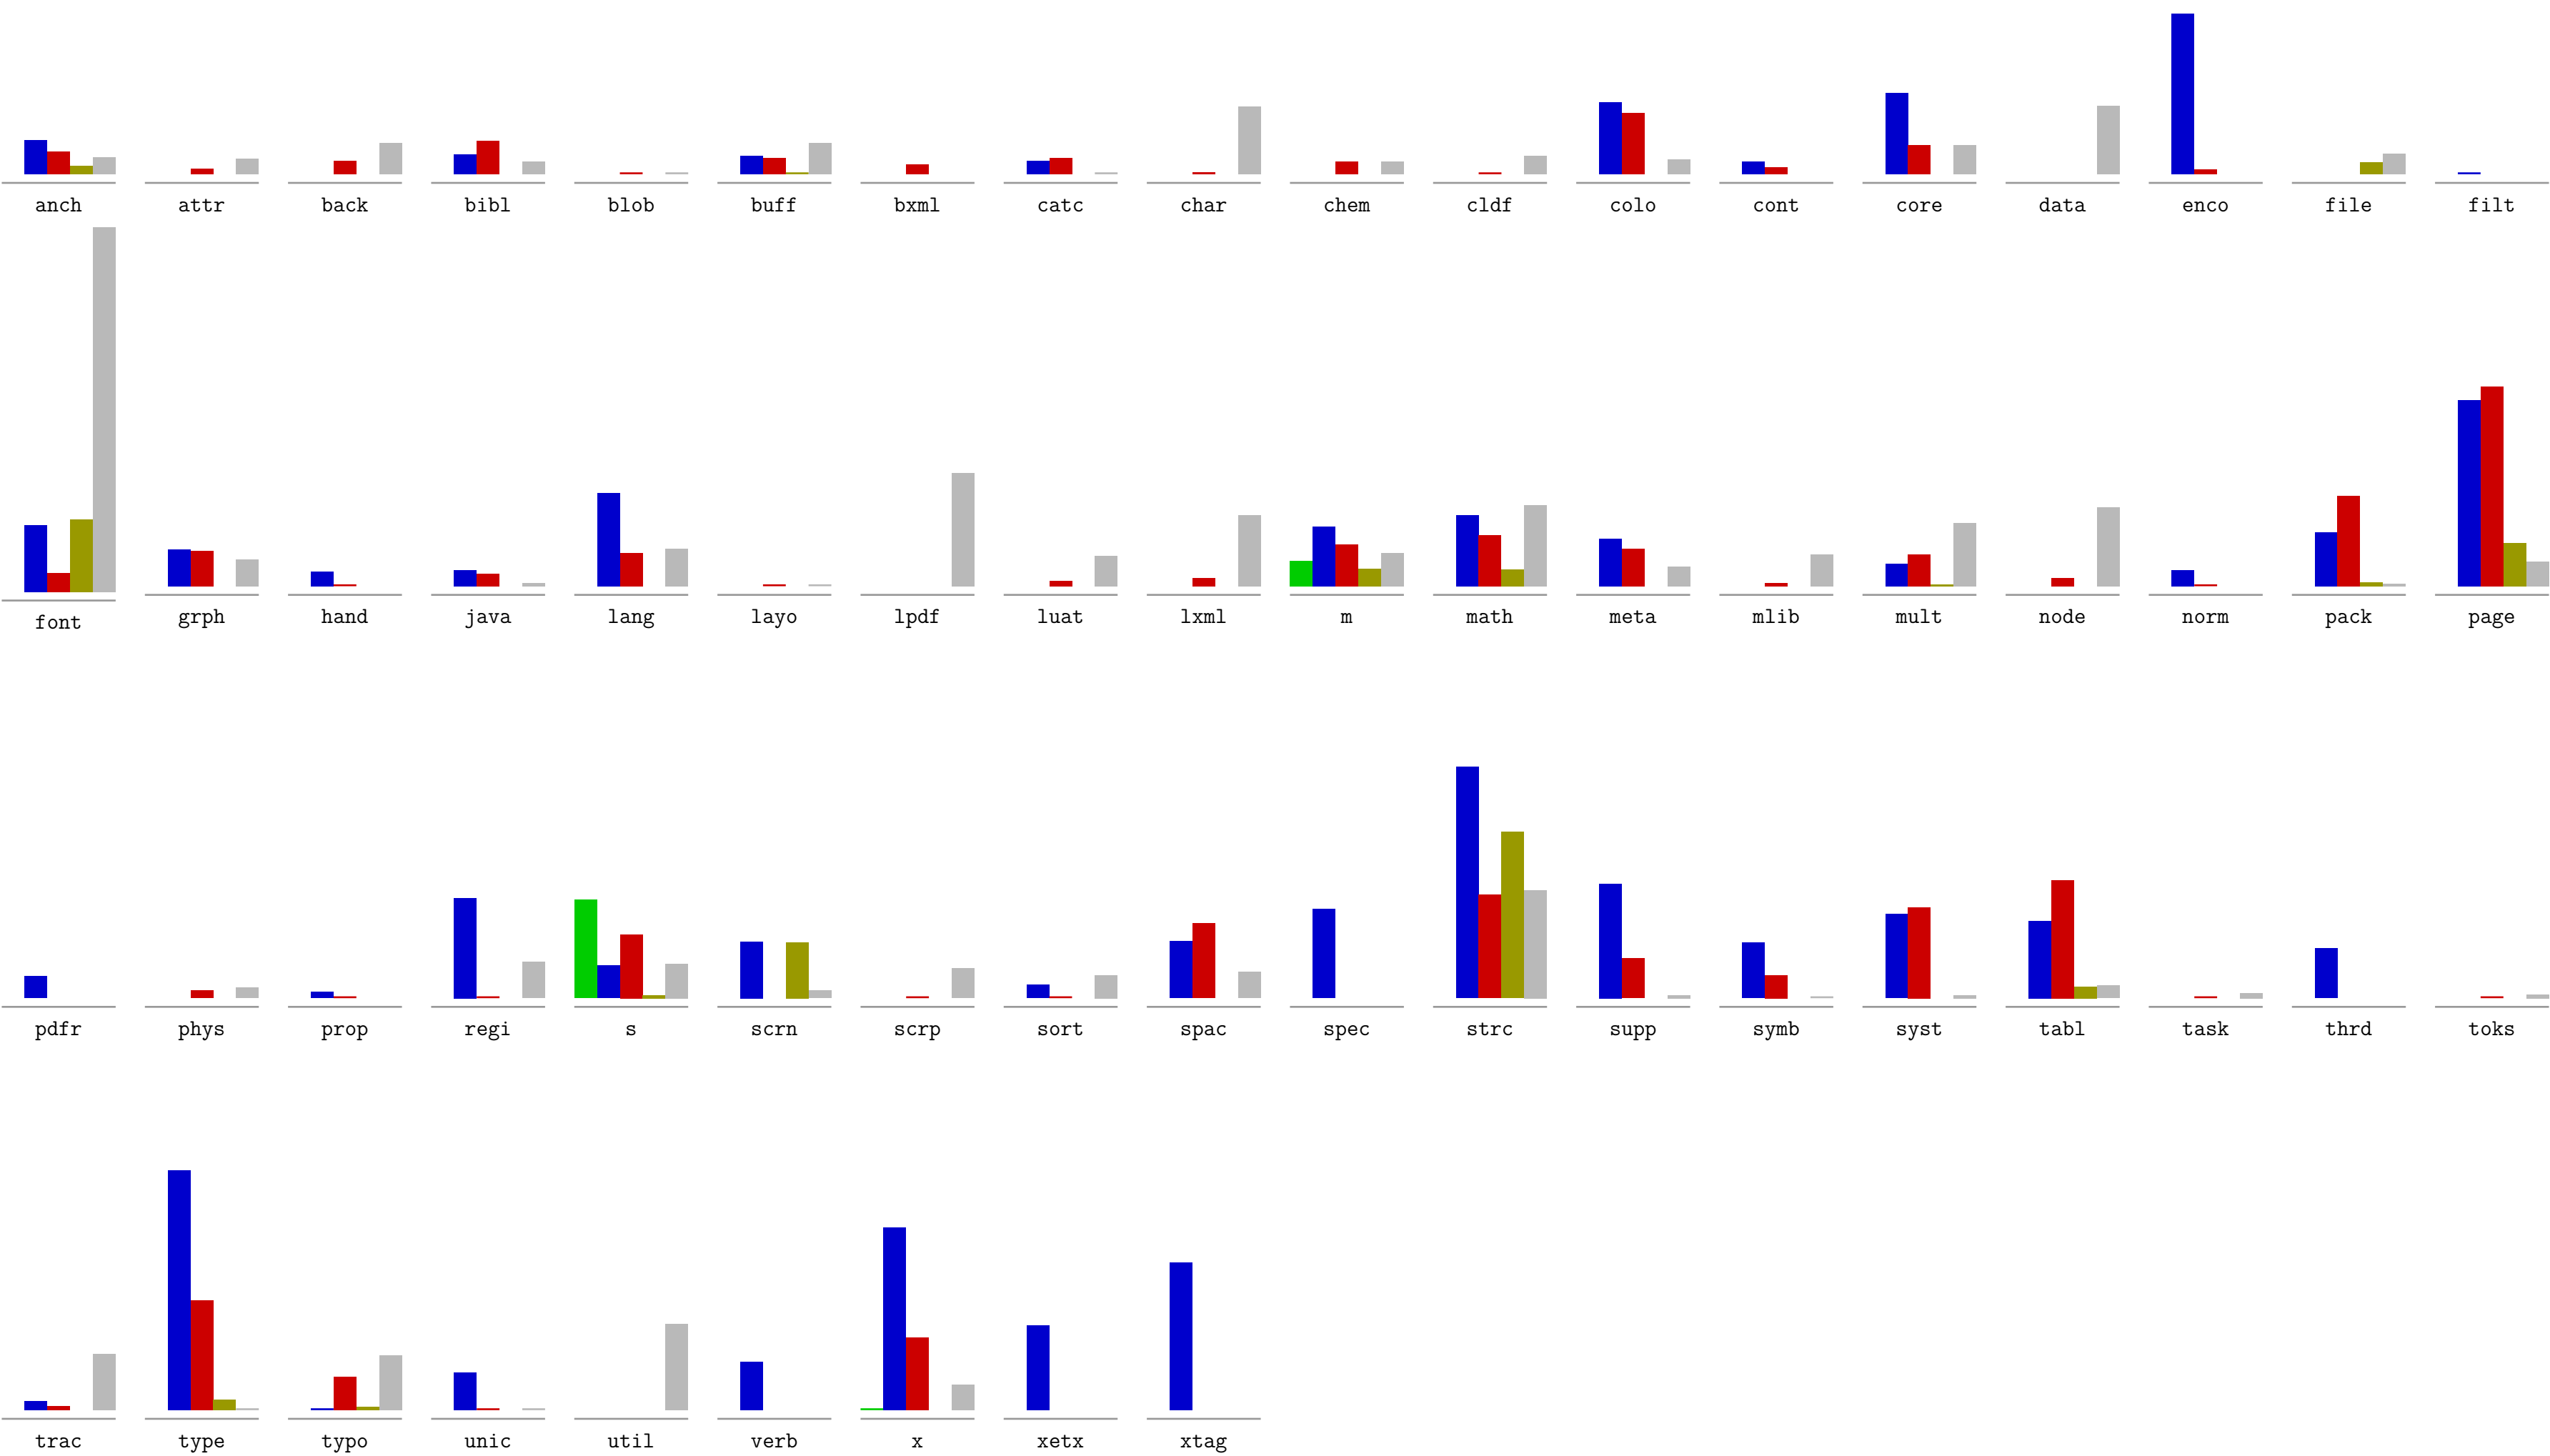 anch attr back bibl blob buff bxml catc char chem cldf colo cont core data enco file filt
font grph hand java lang layo lpdf luat lxml m math meta mlib mult node norm pack page
pdfr phys prop regi s scrn scrp sort spac spec strc supp symb syst tabl task thrd toks
trac type typo unic util verb x xetx xtag